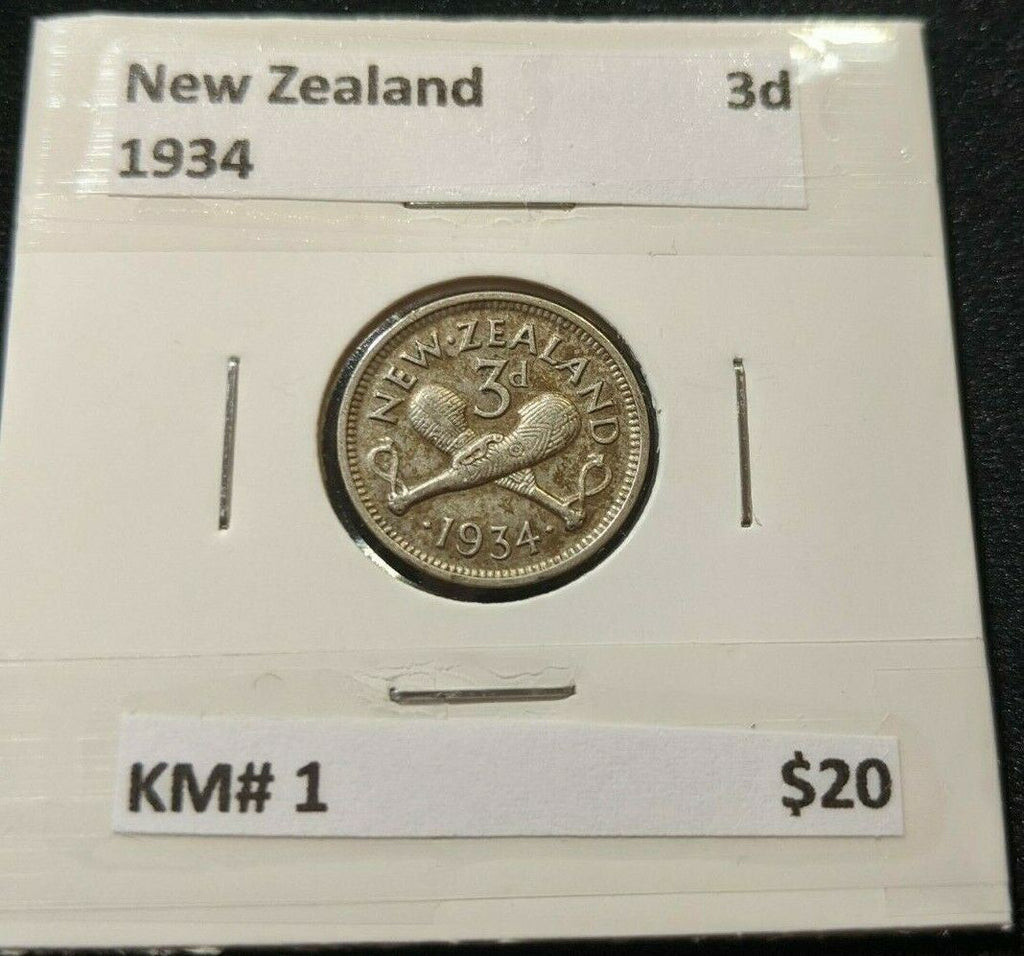 New Zealand 3d
1934
NEW·ZEALAND
3d
·1934·
KM# 1 $20